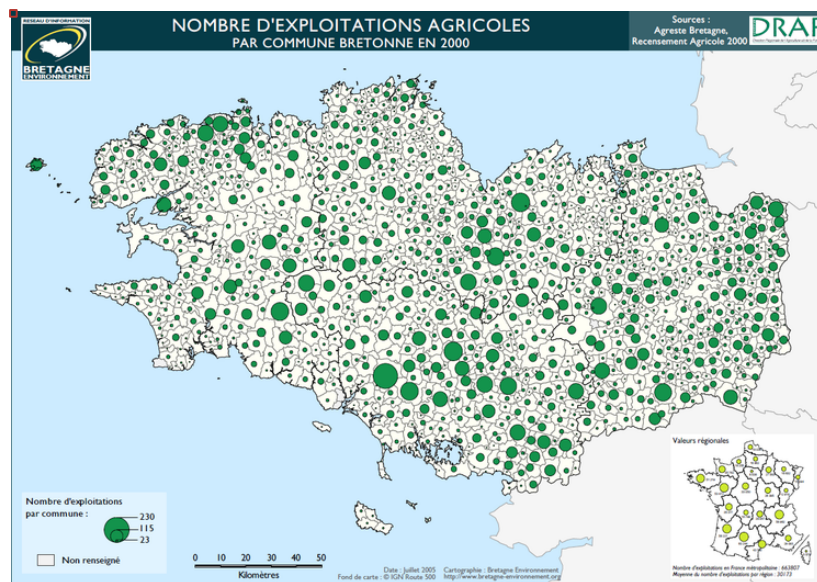 RESEAU D'INFORMATION
BRETAGNE
ENVIRONNEMENT
NOMBRE D'EXPLOITATIONS AGRICOLES
PAR COMMUNE BRETONNE EN 2000
Sources :
Agreste Bretagne,
Recensement Agricole 2000
DRAF
Valeurs régionales
Nombre d'exploitations en France métropolitaine : 663807
Moyenne du nombre d'exploitations par région : 30173
Nombre d'exploitations
par commune :
230
115
23
Non renseigné
0 10 20 30 40 50
Kilomètres
Date : Juillet 2005 Cartographie : Bretagne Environnement
Fond de carte : © IGN Route 500 http://www.bretagne-environnement.org